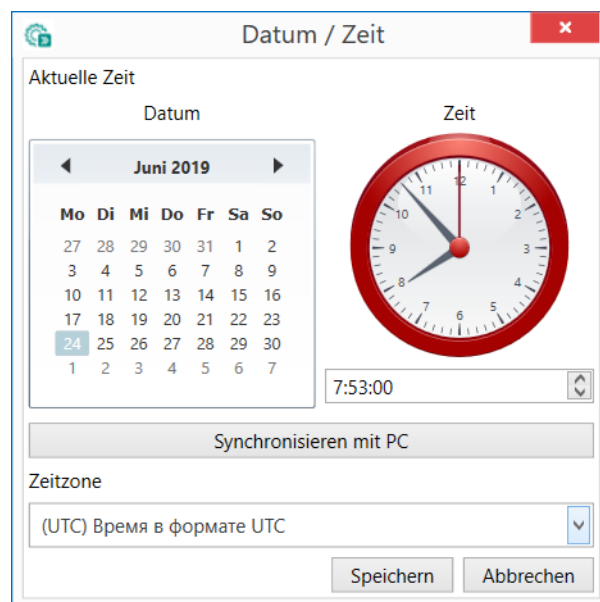 Datum / Zeit
Aktuelle Zeit
Datum
Zeit
Juni 2019
Mo Di Mi Do Fr Sa So
27 28 29 30 31 1 2
3 4 5 6 7 8 9
10 11 12 13 14 15 16
17 18 19 20 21 22 23
24 25 26 27 28 29 30
1 2 3 4 5 6 7
12
1
2
3
4
5
6
7
8
9
10
11
7:53:00
Synchronisieren mit PC
Zeitzone
(UTC) Время в формате UTC
Speichern Abbrechen